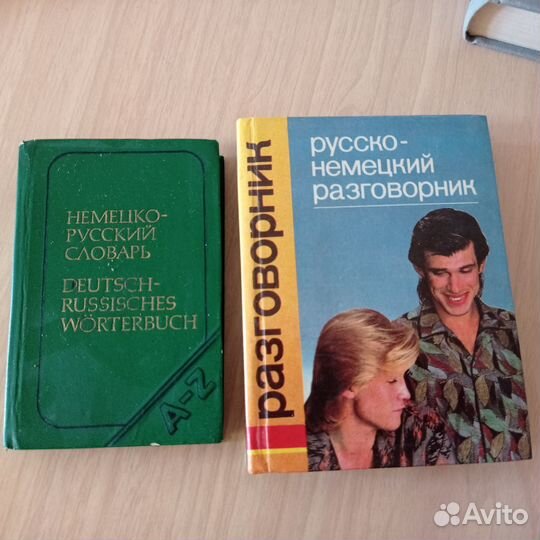 НЕМЕЦКО-
РУССКИЙ
СЛОВАРЬ
DEUTSCH-
RUSSISCHES
WÖRTERBUCH
A-Z
разговорник
русско-
немецкий
разговорник
Avito